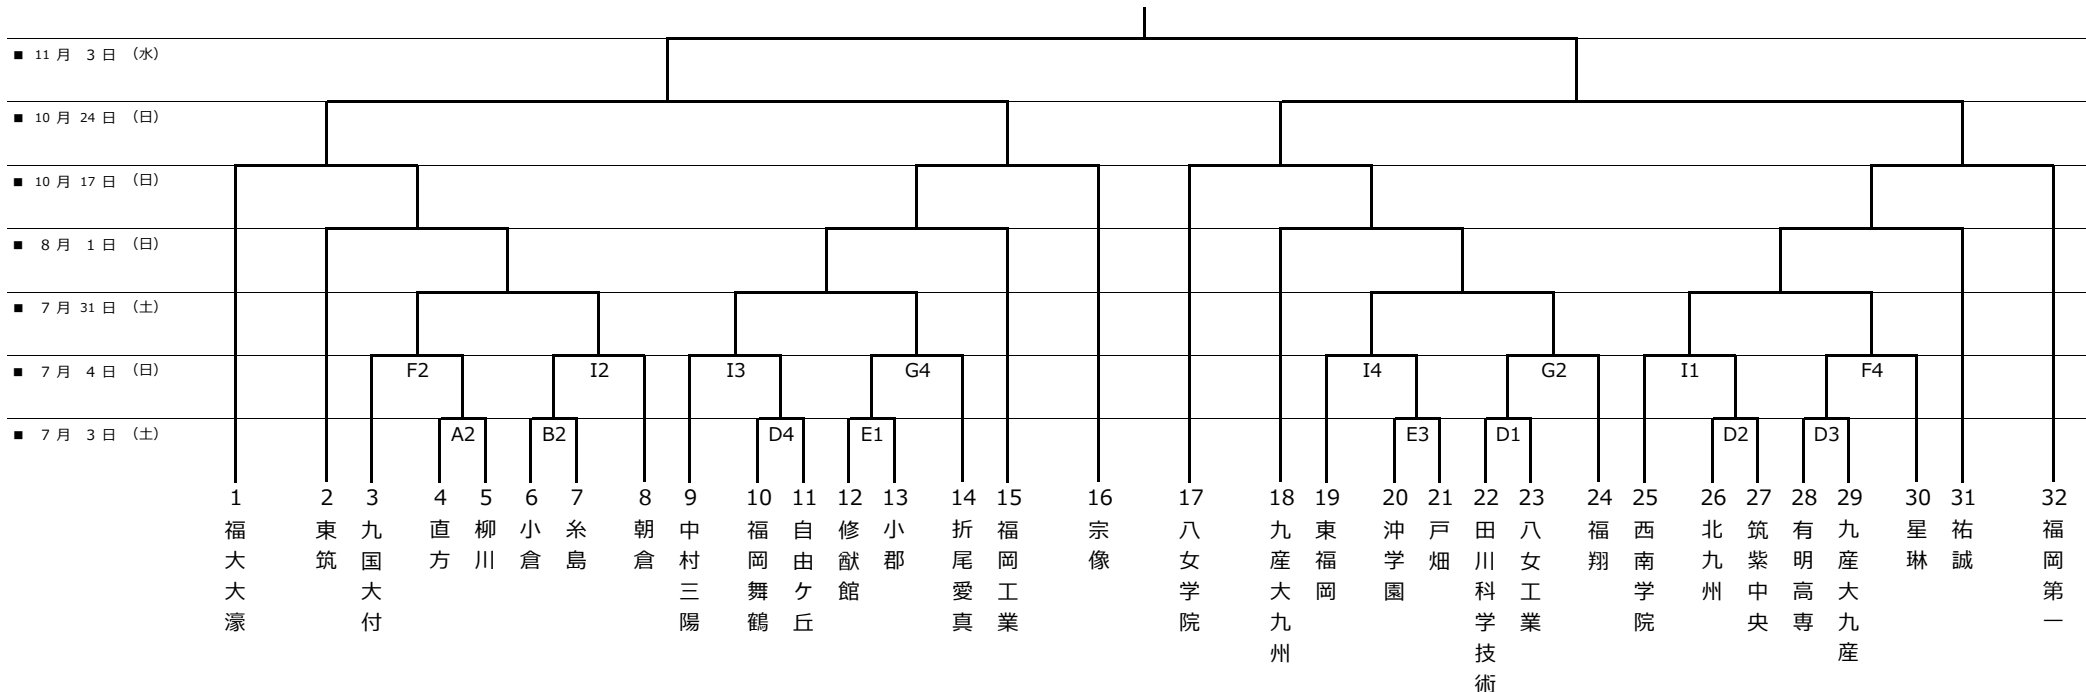 ■ 11 月 3 日 （水）
■ 10 月 24 日 （日）
■ 10 月 17 日 （日）
■ 8 月 1 日 （日）
■ 7 月 31 日 （土）
■ 7 月 4 日 （日）
F2 I2 I3 G4 I4 G2 I1 F4
■ 7 月 3 日 （土）
A2 B2 D4 E1 E3 D1 D2 D3
1 福大大濠
2 東筑
3 九国大付
4 直方
5 柳川
6 小倉
7 糸島
8 朝倉
9 中村三陽
10 福岡舞鶴
11 自由ケ丘
12 修猷館
13 小郡
14 折尾愛真
15 福岡工業
16 宗像
17 八女学院
18 九産大九州
19 東福岡
20 沖学園
21 戸畑
22 田川科学技術
23 八女工業
24 福翔
25 西南学院
26 北九州
27 筑紫中央
28 有明高専
29 九産大九産
30 星琳
31 祐誠
32 福岡第一